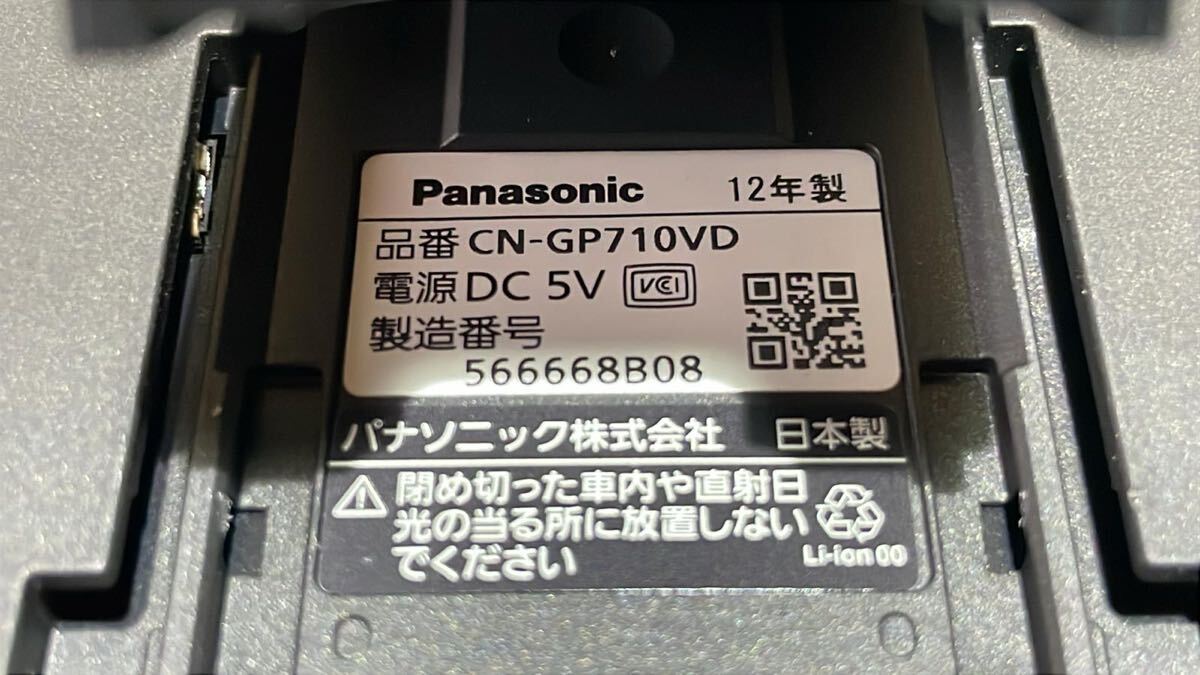 Panasonic 12年製
品番 CN-GP710VD
電源 DC 5V VCI
製造番号
566668B08
パナソニック株式会社 日本製
閉め切った車内や直射日
光の当る所に放置しない
でください
Li-ion 00